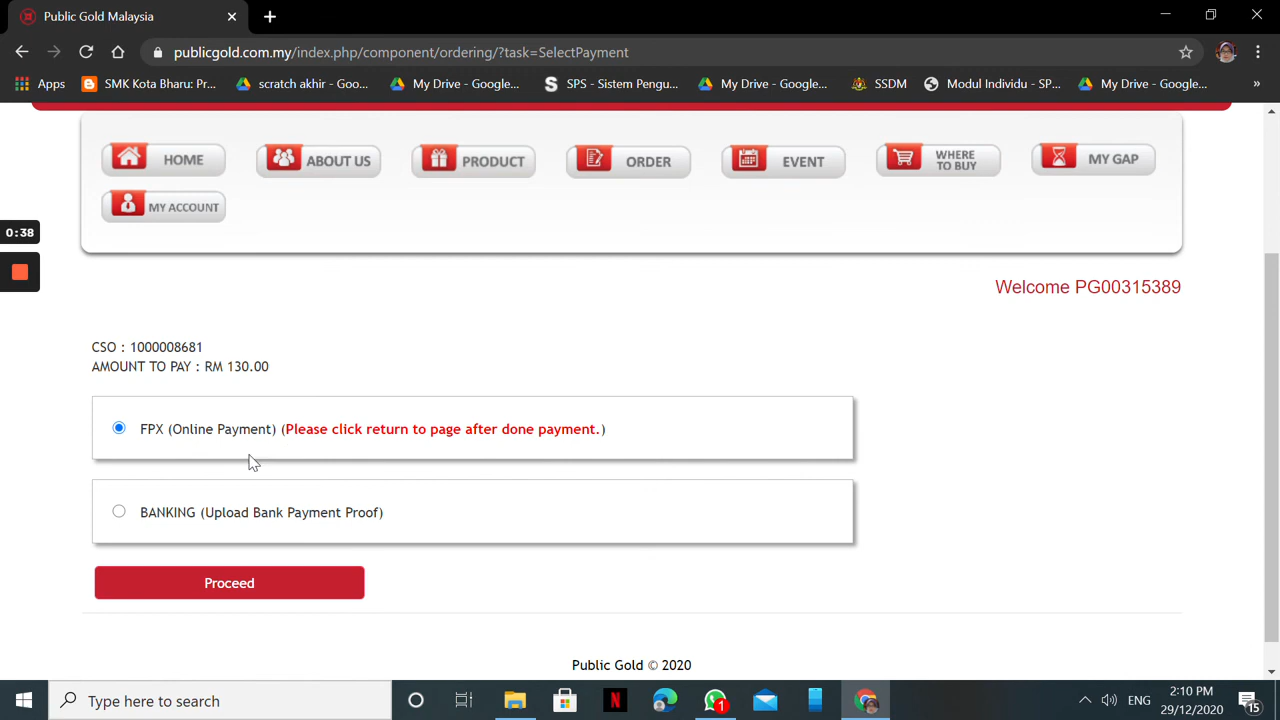 Public Gold Malaysia
publicgold.com.my/index.php/component/ordering/?task=SelectPayment
Apps
SMK Kota Bharu: Pr...
scratch akhir - Goo...
My Drive - Google...
SPS - Sistem Pengu...
My Drive - Google...
SSDM
Modul Individu - SP...
My Drive - Google...
»
HOME
ABOUT US
PRODUCT
ORDER
EVENT
WHERE
TO BUY
MY GAP
MY ACCOUNT
0:38
Welcome PG00315389
CSO : 1000008681
AMOUNT TO PAY : RM 130.00
FPX (Online Payment) (Please click return to page after done payment.)
BANKING (Upload Bank Payment Proof)
Proceed
Public Gold © 2020
Type here to search
N
1
ENG
2:10 PM
29/12/2020
15